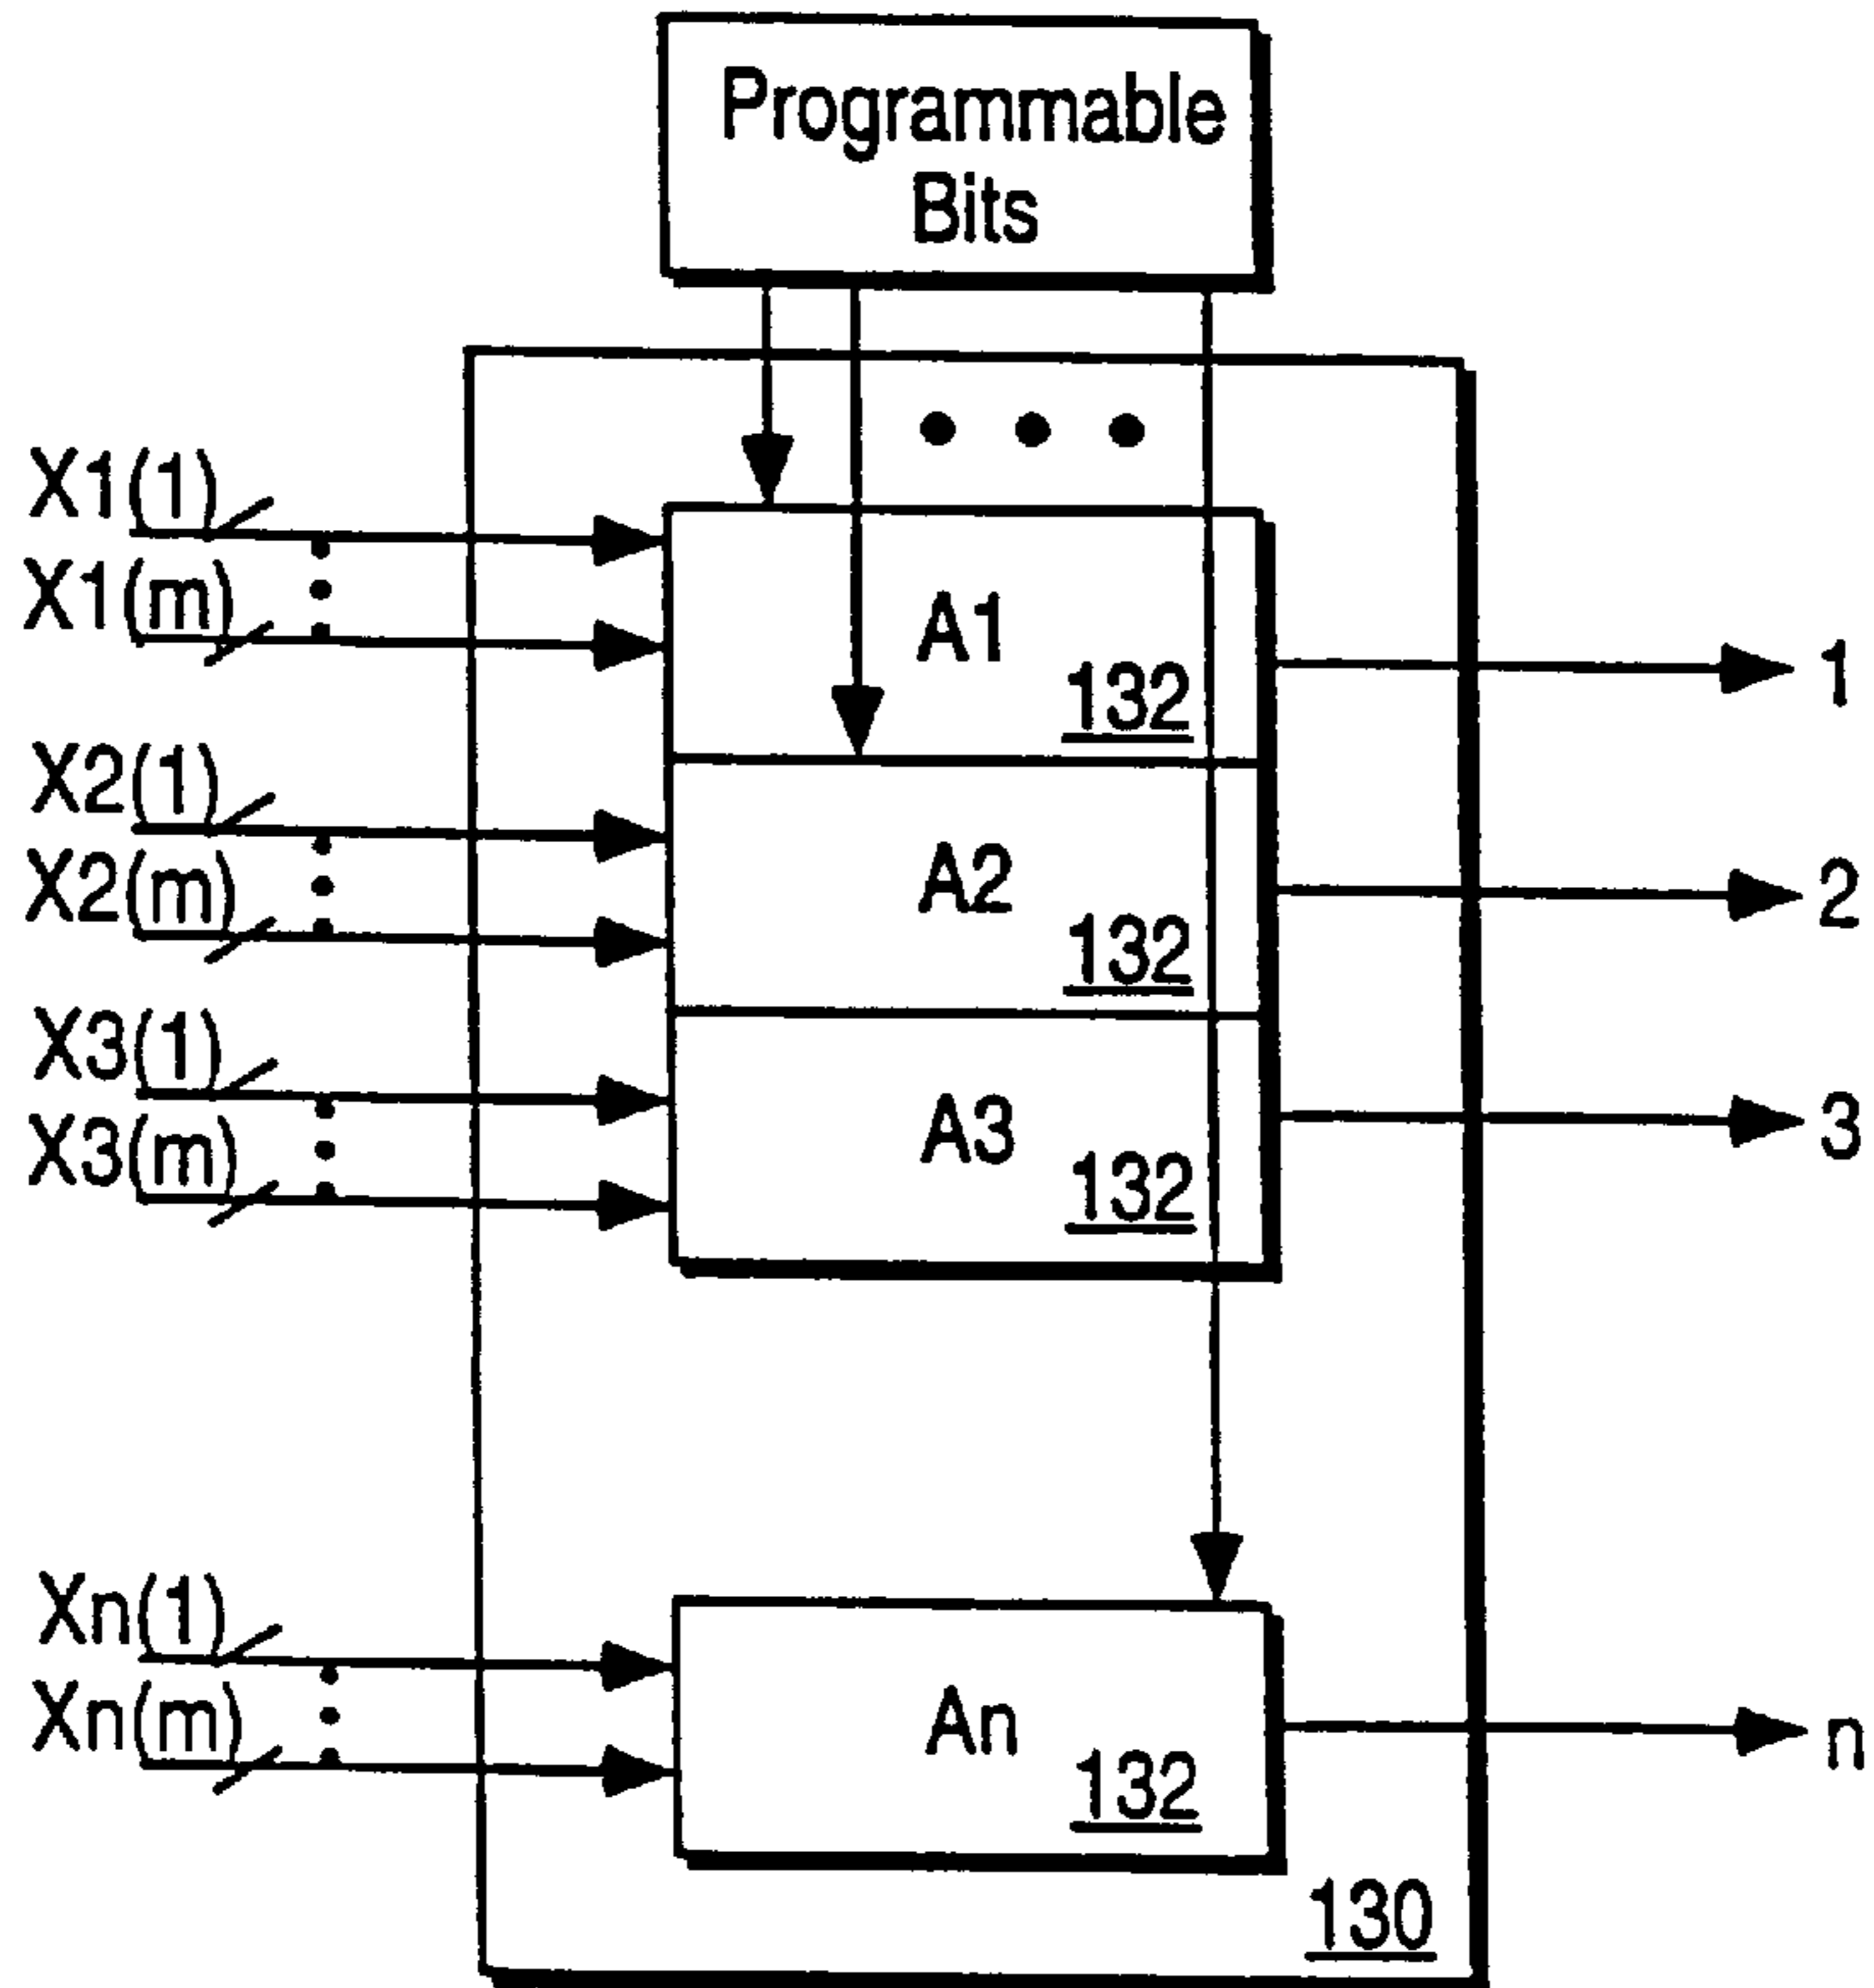 Programmable
Bits
X1(1)
X1(m)
A1
132
1
X2(1)
X2(m)
A2
132
2
X3(1)
X3(m)
A3
132
3
Xn(1)
Xn(m)
An
132
n
130